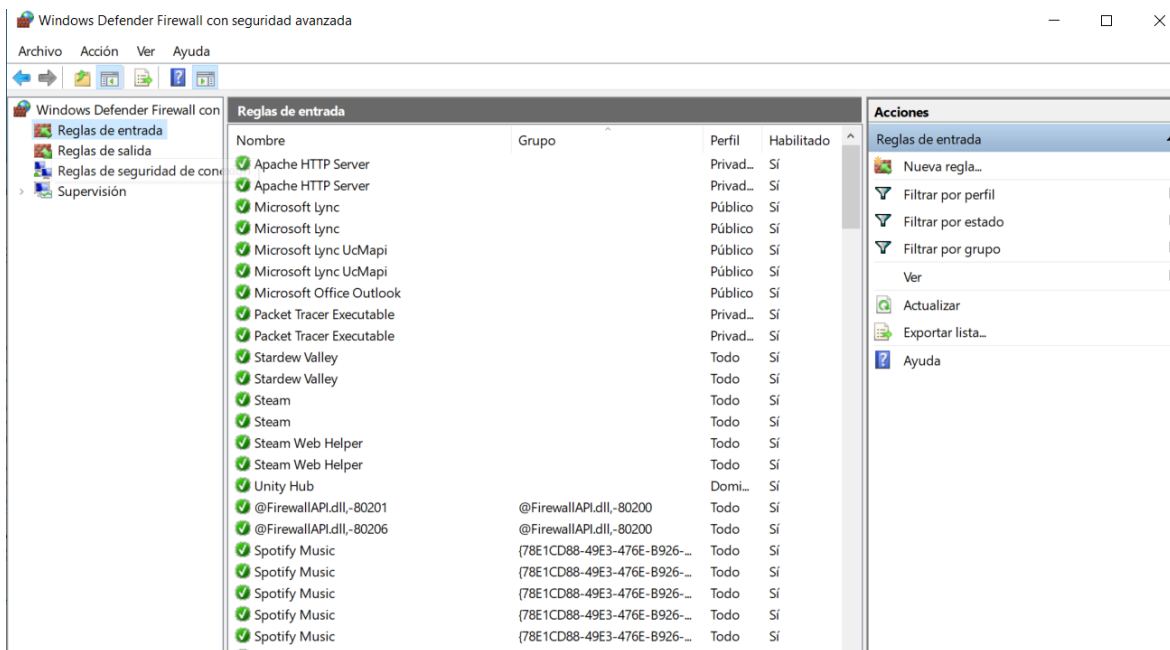 Windows Defender Firewall con seguridad avanzada
Archivo Acción Ver Ayuda
Windows Defender Firewall con
Reglas de entrada
Reglas de salida
Reglas de seguridad de con
Supervisión
Reglas de entrada
Nombre Grupo Perfil Habilitado
Apache HTTP Server Privad... Sí
Apache HTTP Server Privad... Sí
Microsoft Lync Público Sí
Microsoft Lync Público Sí
Microsoft Lync UcMapi Público Sí
Microsoft Lync UcMapi Público Sí
Microsoft Office Outlook Público Sí
Packet Tracer Executable Privad... Sí
Packet Tracer Executable Privad... Sí
Stardew Valley Todo Sí
Stardew Valley Todo Sí
Steam Todo Sí
Steam Todo Sí
Steam Web Helper Todo Sí
Steam Web Helper Todo Sí
Unity Hub Domi... Sí
@FirewallAPI.dll,-80201 @FirewallAPI.dll,-80200 Todo Sí
@FirewallAPI.dll,-80206 @FirewallAPI.dll,-80200 Todo Sí
Spotify Music {78E1CD88-49E3-476E-B926-... Todo Sí
Spotify Music {78E1CD88-49E3-476E-B926-... Todo Sí
Spotify Music {78E1CD88-49E3-476E-B926-... Todo Sí
Spotify Music {78E1CD88-49E3-476E-B926-... Todo Sí
Spotify Music {78E1CD88-49E3-476E-B926-... Todo Sí
Acciones
Reglas de entrada
Nueva regla...
Filtrar por perfil
Filtrar por estado
Filtrar por grupo
Ver
Actualizar
Exportar lista...
Ayuda